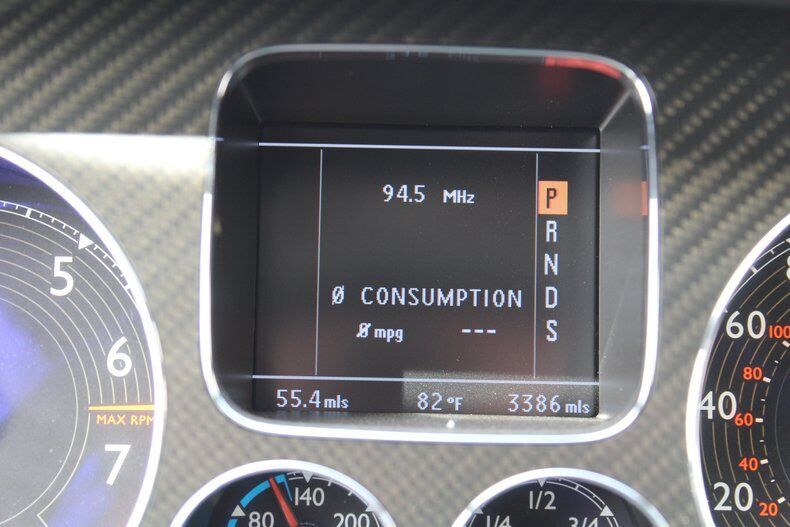 94.5 MHz
P
R
N
D
S
Ø CONSUMPTION
Ø mpg ---
55.4 mls 82 °F 3386 mls
5
6
MAX RPM
7
60
100
80
40
60
40
20
20
80
140
200
1/4
1/2
3/4